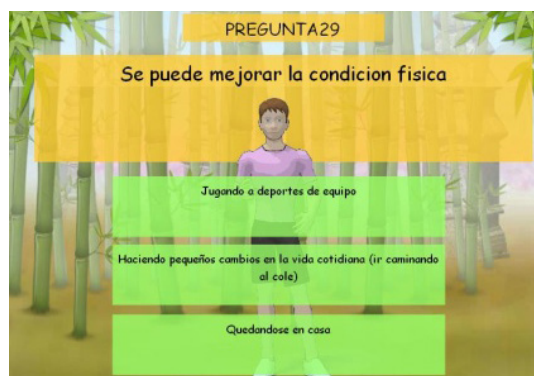 PREGUNTA29
Se puede mejorar la condicion fisica
Jugando a deportes de equipo
Haciendo pequeños cambios en la vida cotidiana (ir caminando
al cole)
Quedandose en casa